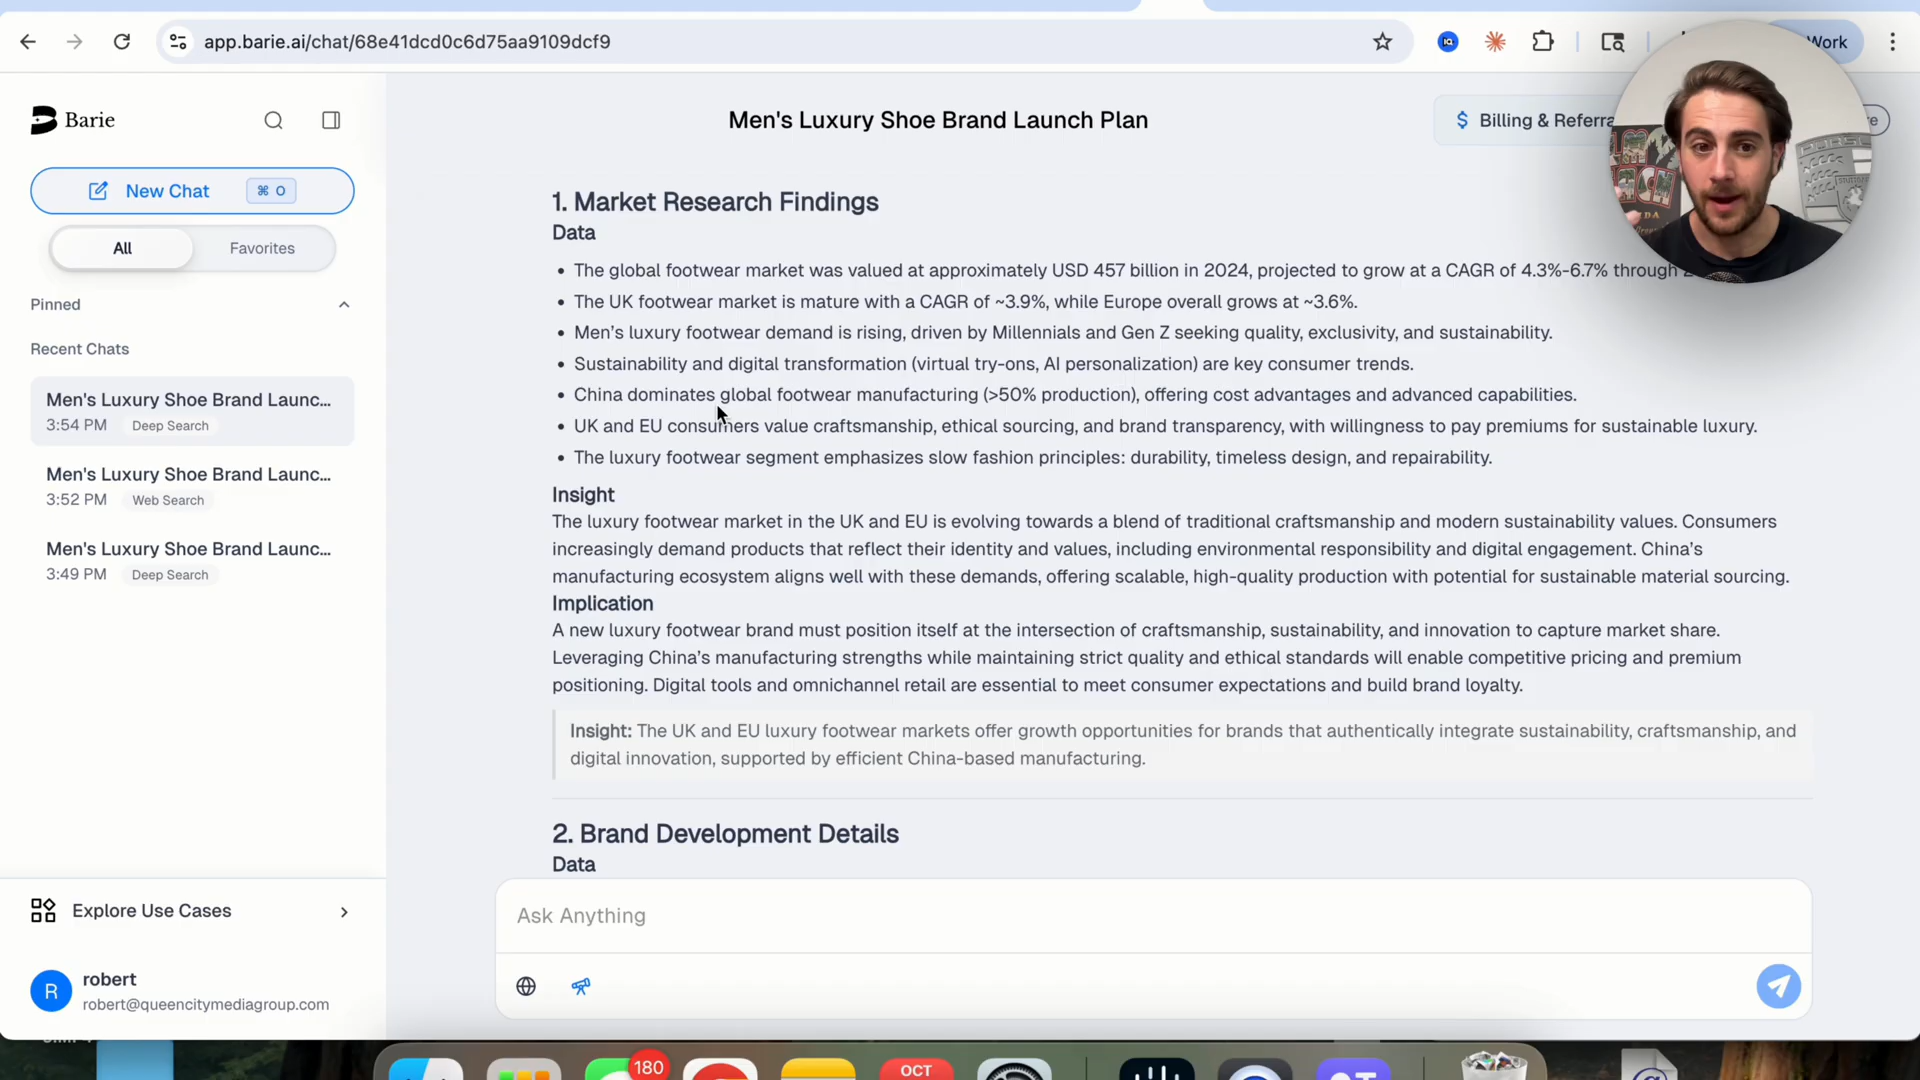 app.barie.ai/chat/68e41dcd0c6d75aa9109dcf9
Work
Barie
New Chat
⌘ O
All
Favorites
Pinned
Recent Chats
Men's Luxury Shoe Brand Launc...
3:54 PM Deep Search
Men's Luxury Shoe Brand Launc...
3:52 PM Web Search
Men's Luxury Shoe Brand Launc...
3:49 PM Deep Search
Explore Use Cases
R
robert
robert@queencitymediagroup.com
Men's Luxury Shoe Brand Launch Plan
$ Billing & Referra
1. Market Research Findings
Data
• The global footwear market was valued at approximately USD 457 billion in 2024, projected to grow at a CAGR of 4.3%-6.7% through
• The UK footwear market is mature with a CAGR of ~3.9%, while Europe overall grows at ~3.6%.
• Men’s luxury footwear demand is rising, driven by Millennials and Gen Z seeking quality, exclusivity, and sustainability.
• Sustainability and digital transformation (virtual try-ons, AI personalization) are key consumer trends.
• China dominates global footwear manufacturing (>50% production), offering cost advantages and advanced capabilities.
• UK and EU consumers value craftsmanship, ethical sourcing, and brand transparency, with willingness to pay premiums for sustainable luxury.
• The luxury footwear segment emphasizes slow fashion principles: durability, timeless design, and repairability.
Insight
The luxury footwear market in the UK and EU is evolving towards a blend of traditional craftsmanship and modern sustainability values. Consumers
increasingly demand products that reflect their identity and values, including environmental responsibility and digital engagement. China’s
manufacturing ecosystem aligns well with these demands, offering scalable, high-quality production with potential for sustainable material sourcing.
Implication
A new luxury footwear brand must position itself at the intersection of craftsmanship, sustainability, and innovation to capture market share.
Leveraging China’s manufacturing strengths while maintaining strict quality and ethical standards will enable competitive pricing and premium
positioning. Digital tools and omnichannel retail are essential to meet consumer expectations and build brand loyalty.
Insight: The UK and EU luxury footwear markets offer growth opportunities for brands that authentically integrate sustainability, craftsmanship, and
digital innovation, supported by efficient China-based manufacturing.
2. Brand Development Details
Data
Ask Anything
180
OCT